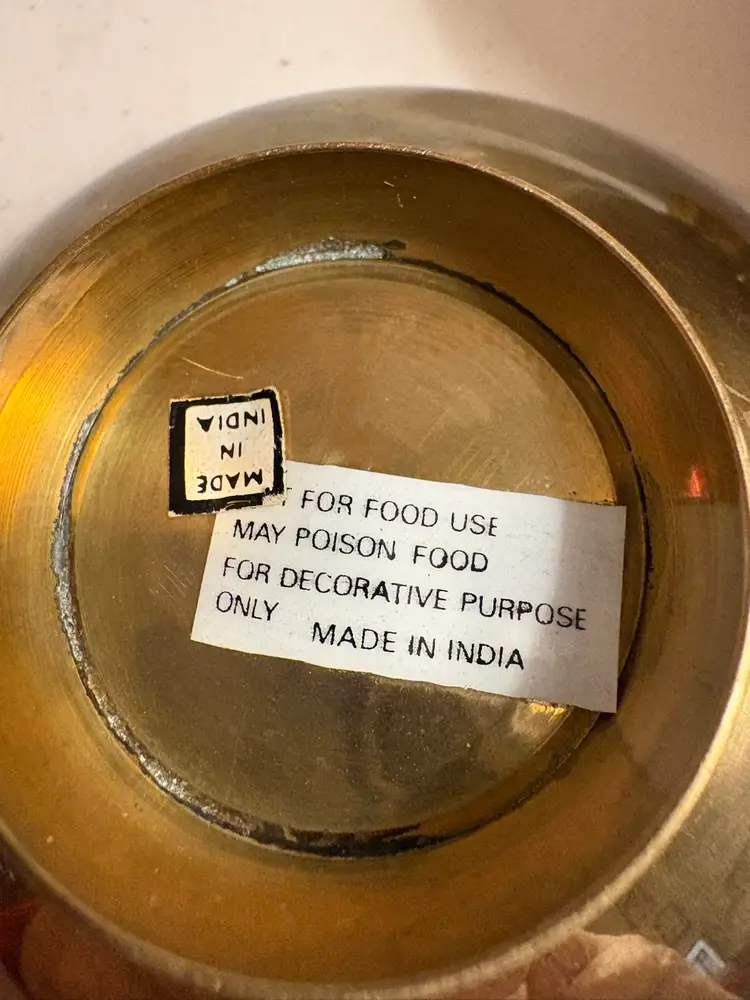 MADE
IN
INDIA
T FOR FOOD USE
MAY POISON FOOD
FOR DECORATIVE PURPOSE
ONLY MADE IN INDIA